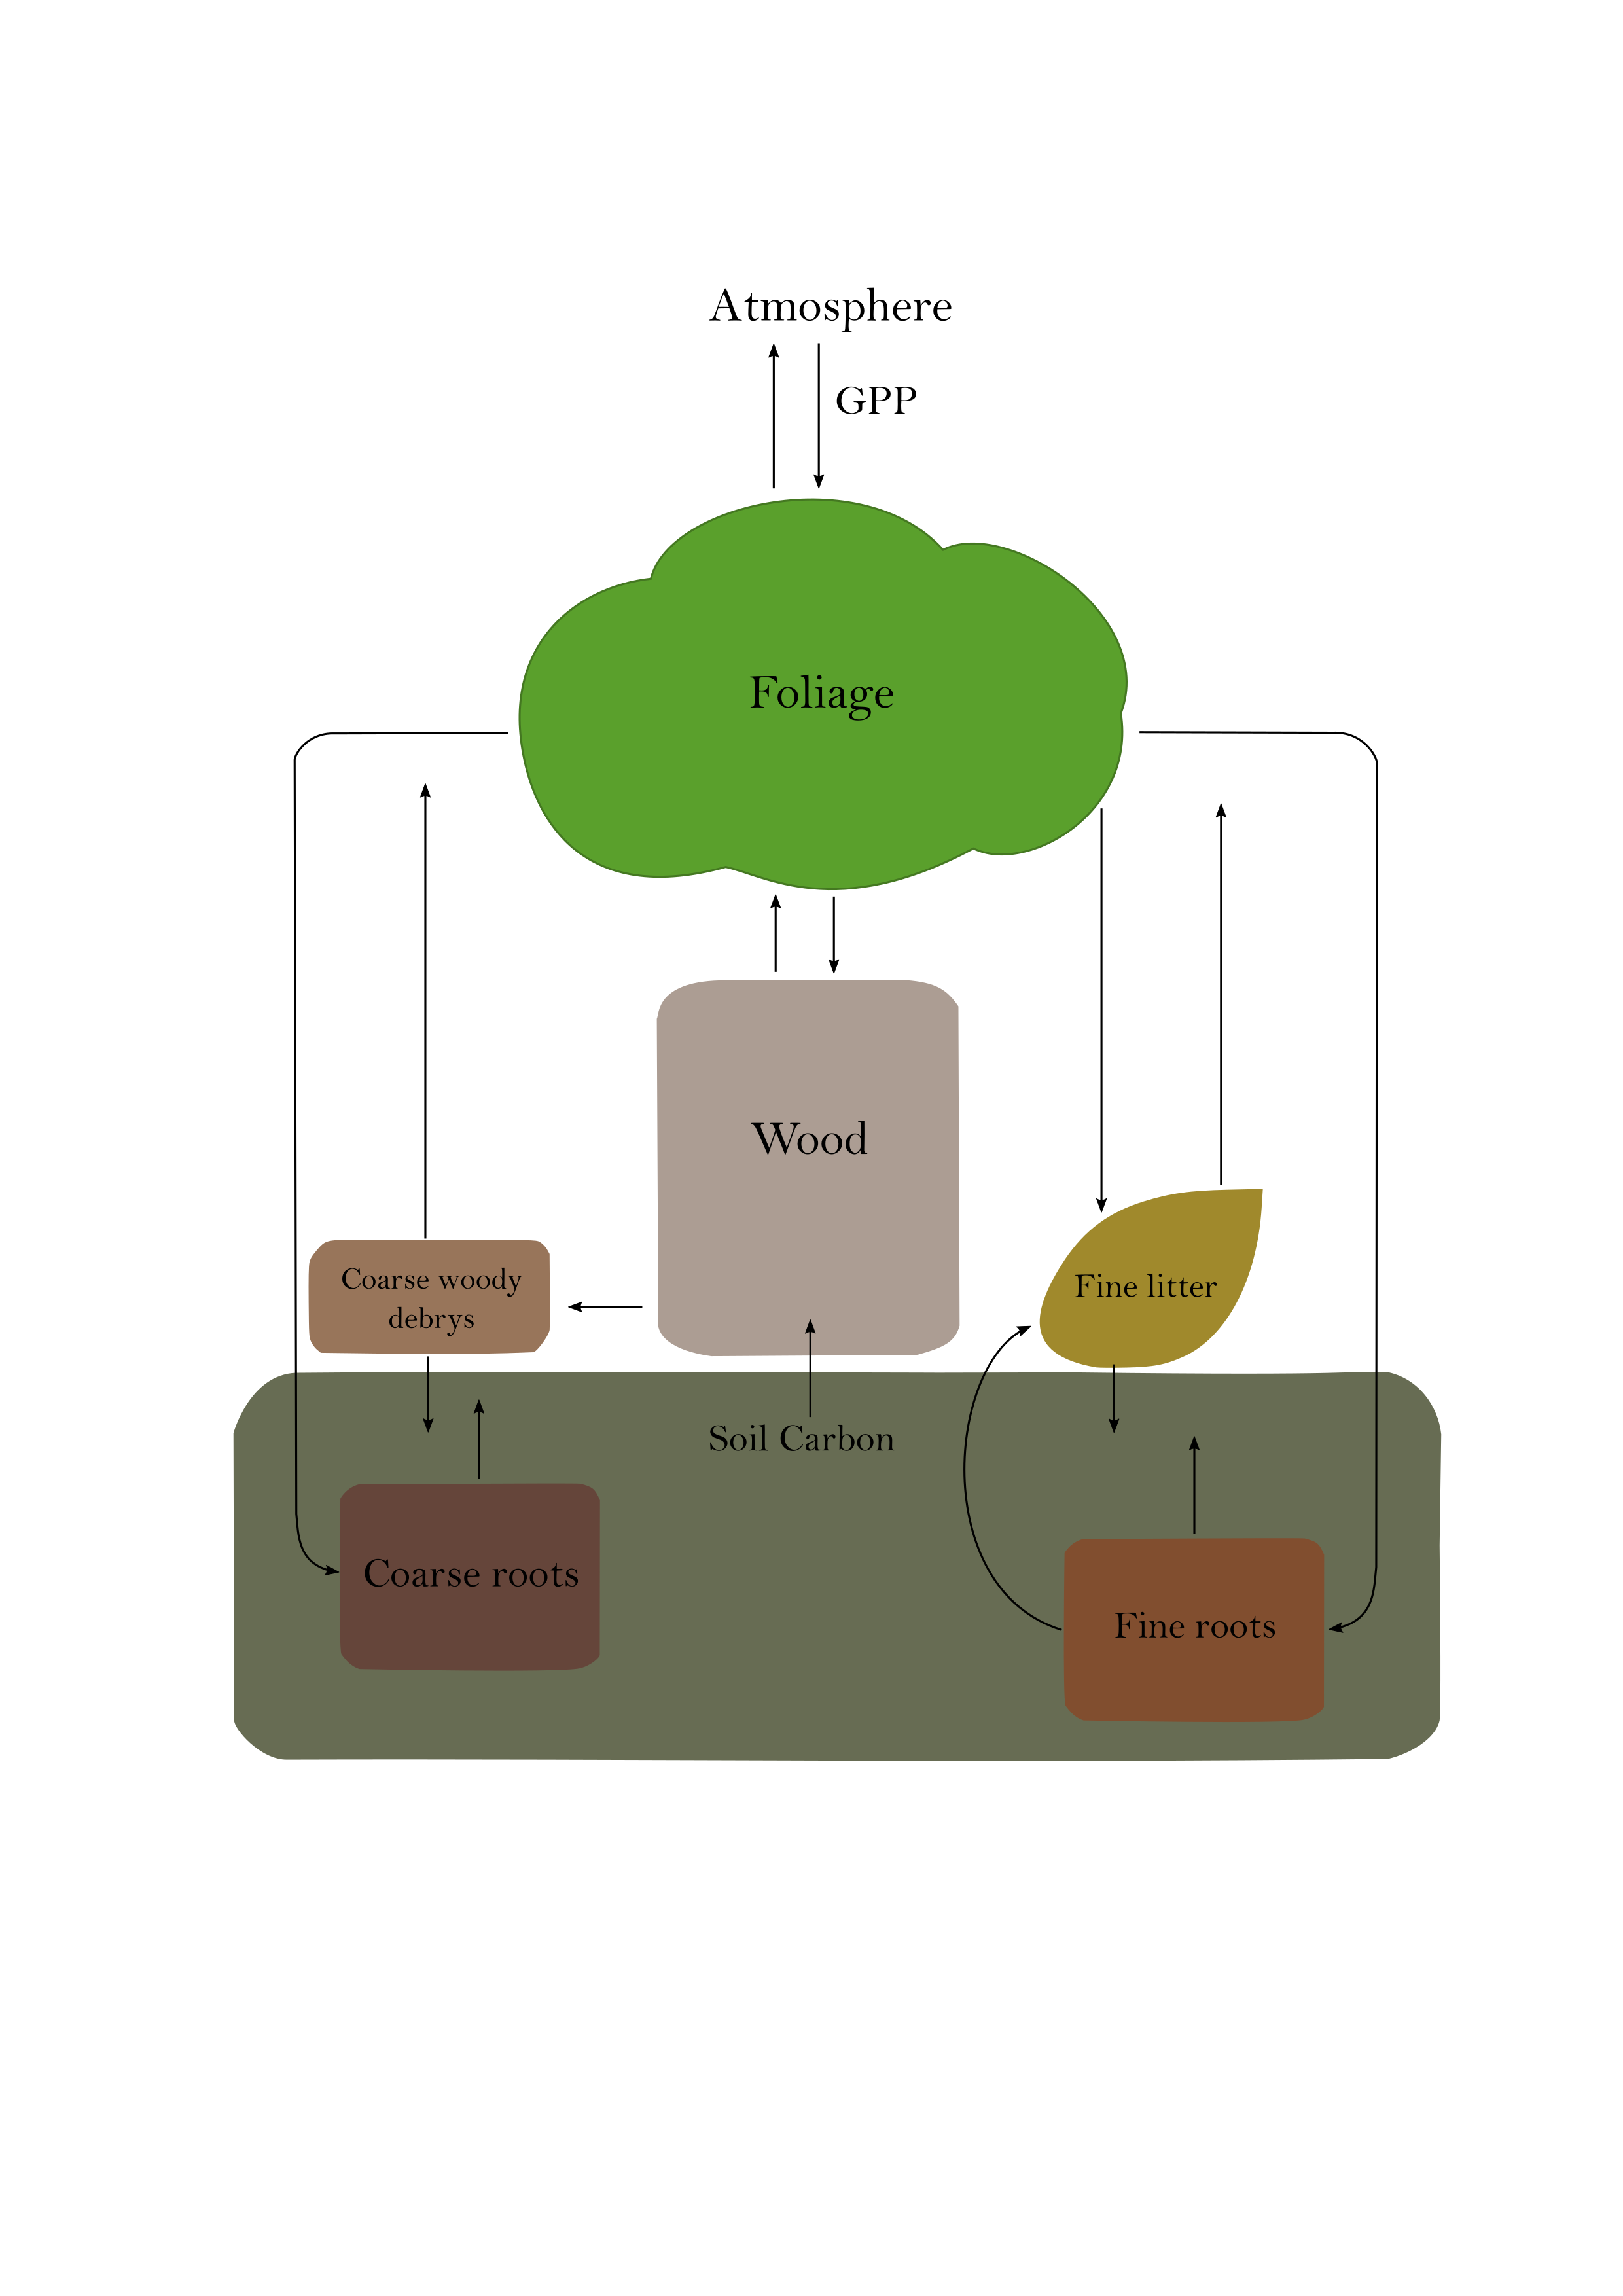 Atmosphere
GPP
Foliage
Wood
Coarse woody
debrys
Fine litter
Soil Carbon
Coarse roots
Fine roots